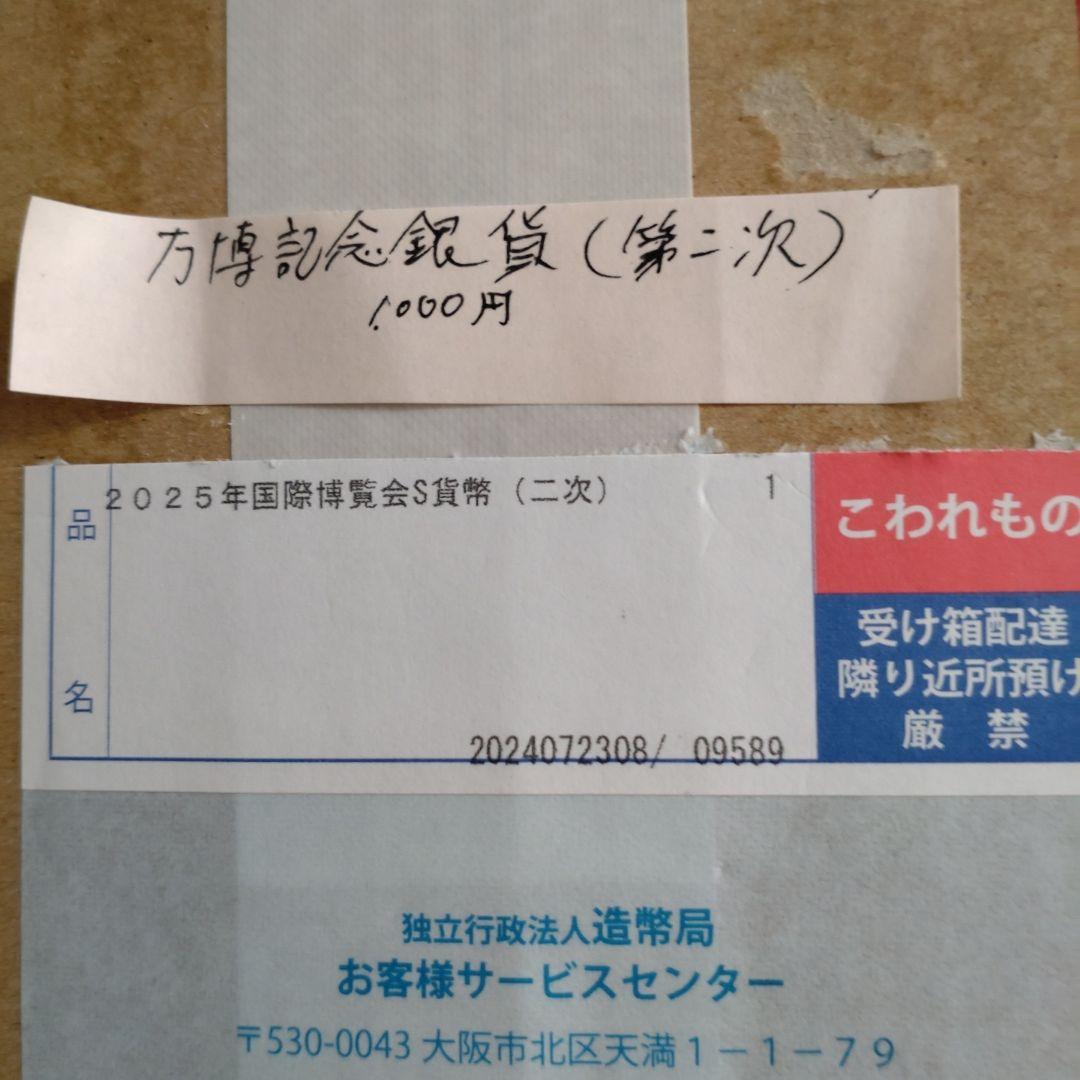 万博記念銀貨(第二次)
1,000円
品名
2025年国際博覧会S貨幣(二次) 1
2024072308/ 09589
こわれもの
受け箱配達
隣り近所預け
厳 禁
独立行政法人造幣局
お客様サービスセンター
〒530-0043 大阪市北区天満1-1-79